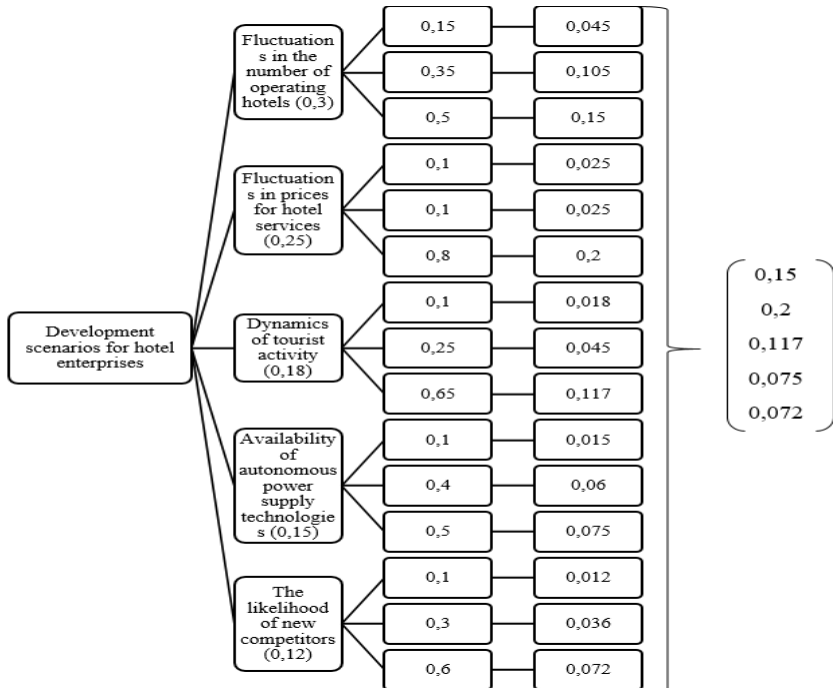 Development
scenarios for hotel
enterprises
Fluctuation
s in the
number of
operating
hotels (0,3)
0,15
0,045
0,35
0,105
0,5
0,15
Fluctuation
s in prices
for hotel
services
(0,25)
0,1
0,025
0,1
0,025
0,8
0,2
Dynamics
of tourist
activity
(0,18)
0,1
0,018
0,25
0,045
0,65
0,117
Availability
of
autonomous
power
supply
technologie
s (0,15)
0,1
0,015
0,4
0,06
0,5
0,075
The
likelihood
of new
competitors
(0,12)
0,1
0,012
0,3
0,036
0,6
0,072
0,15
0,2
0,117
0,075
0,072